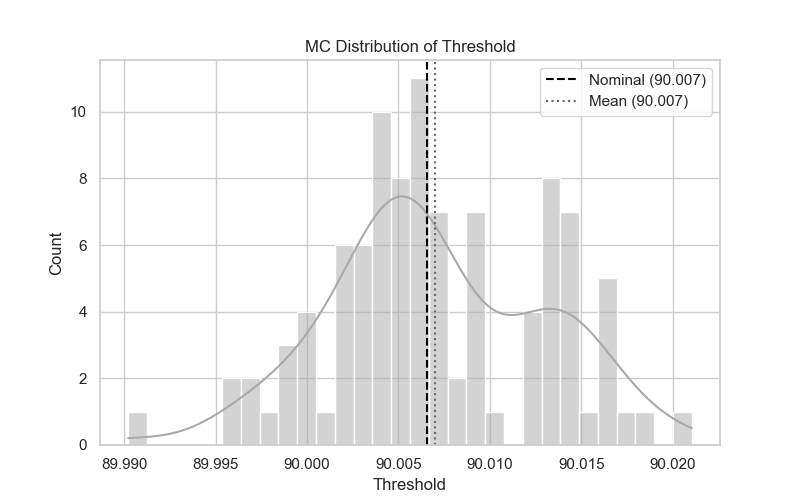 MC Distribution of Threshold
Nominal (90.007)
Mean (90.007)
Count
10
8
6
4
2
0
89.990 89.995 90.000 90.005 90.010 90.015 90.020
Threshold